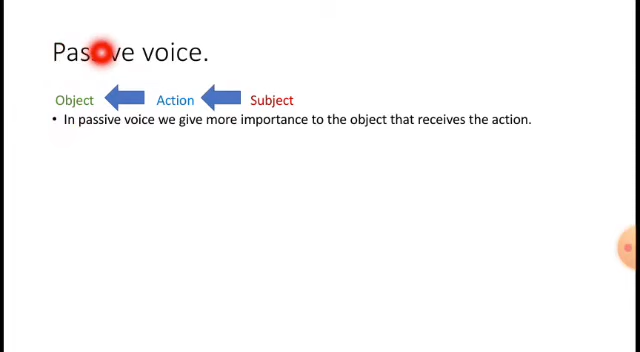 Passive voice.
Object Action Subject
• In passive voice we give more importance to the object that receives the action.